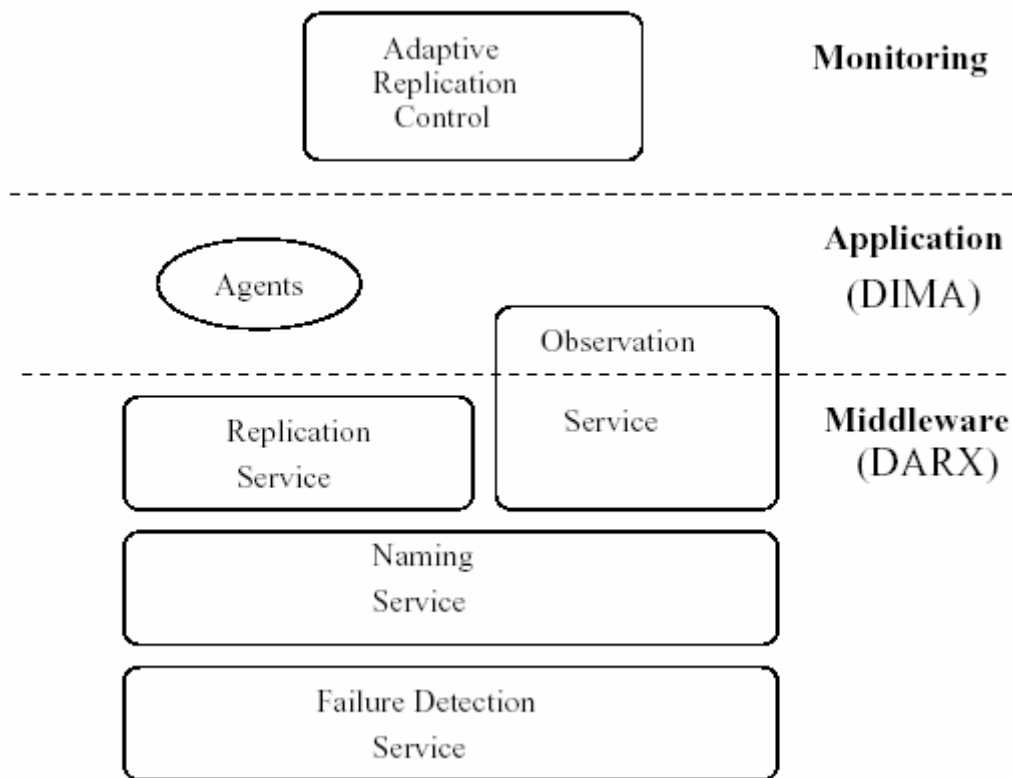 Adaptive
Replication
Control
Monitoring
Agents
Application
(DIMA)
Observation
Service
Replication
Service
Middleware
(DARX)
Naming
Service
Failure Detection
Service